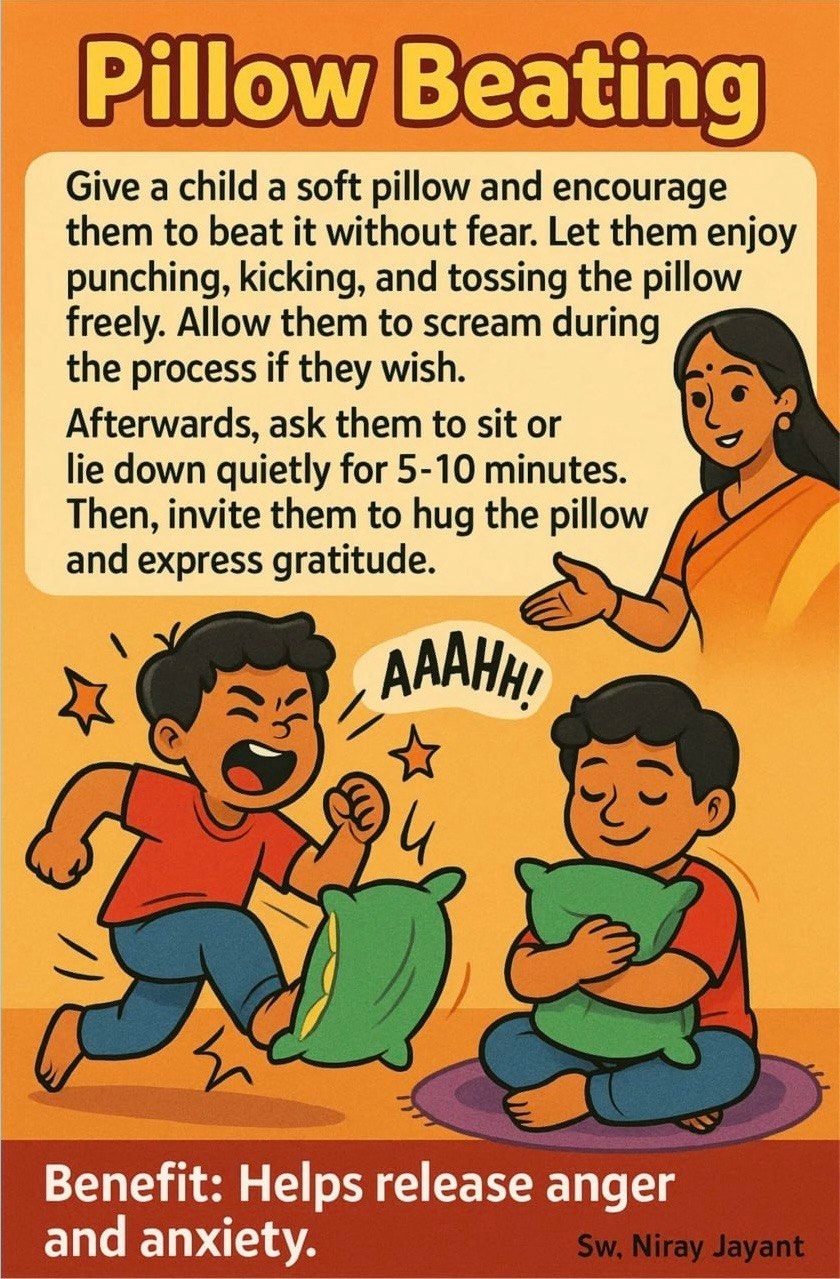 Pillow Beating
Give a child a soft pillow and encourage
them to beat it without fear. Let them enjoy
punching, kicking, and tossing the pillow
freely. Allow them to scream during
the process if they wish.
Afterwards, ask them to sit or
lie down quietly for 5-10 minutes.
Then, invite them to hug the pillow
and express gratitude.
AAAHH!
Benefit: Helps release anger
and anxiety.
Sw. Niray Jayant